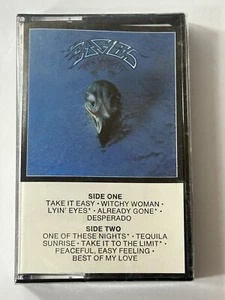 EAGLES
SIDE ONE
TAKE IT EASY • WITCHY WOMAN •
LYIN' EYES* • ALREADY GONE* •
DESPERADO
SIDE TWO
ONE OF THESE NIGHTS* • TEQUILA
SUNRISE • TAKE IT TO THE LIMIT* •
PEACEFUL, EASY FEELING •
BEST OF MY LOVE